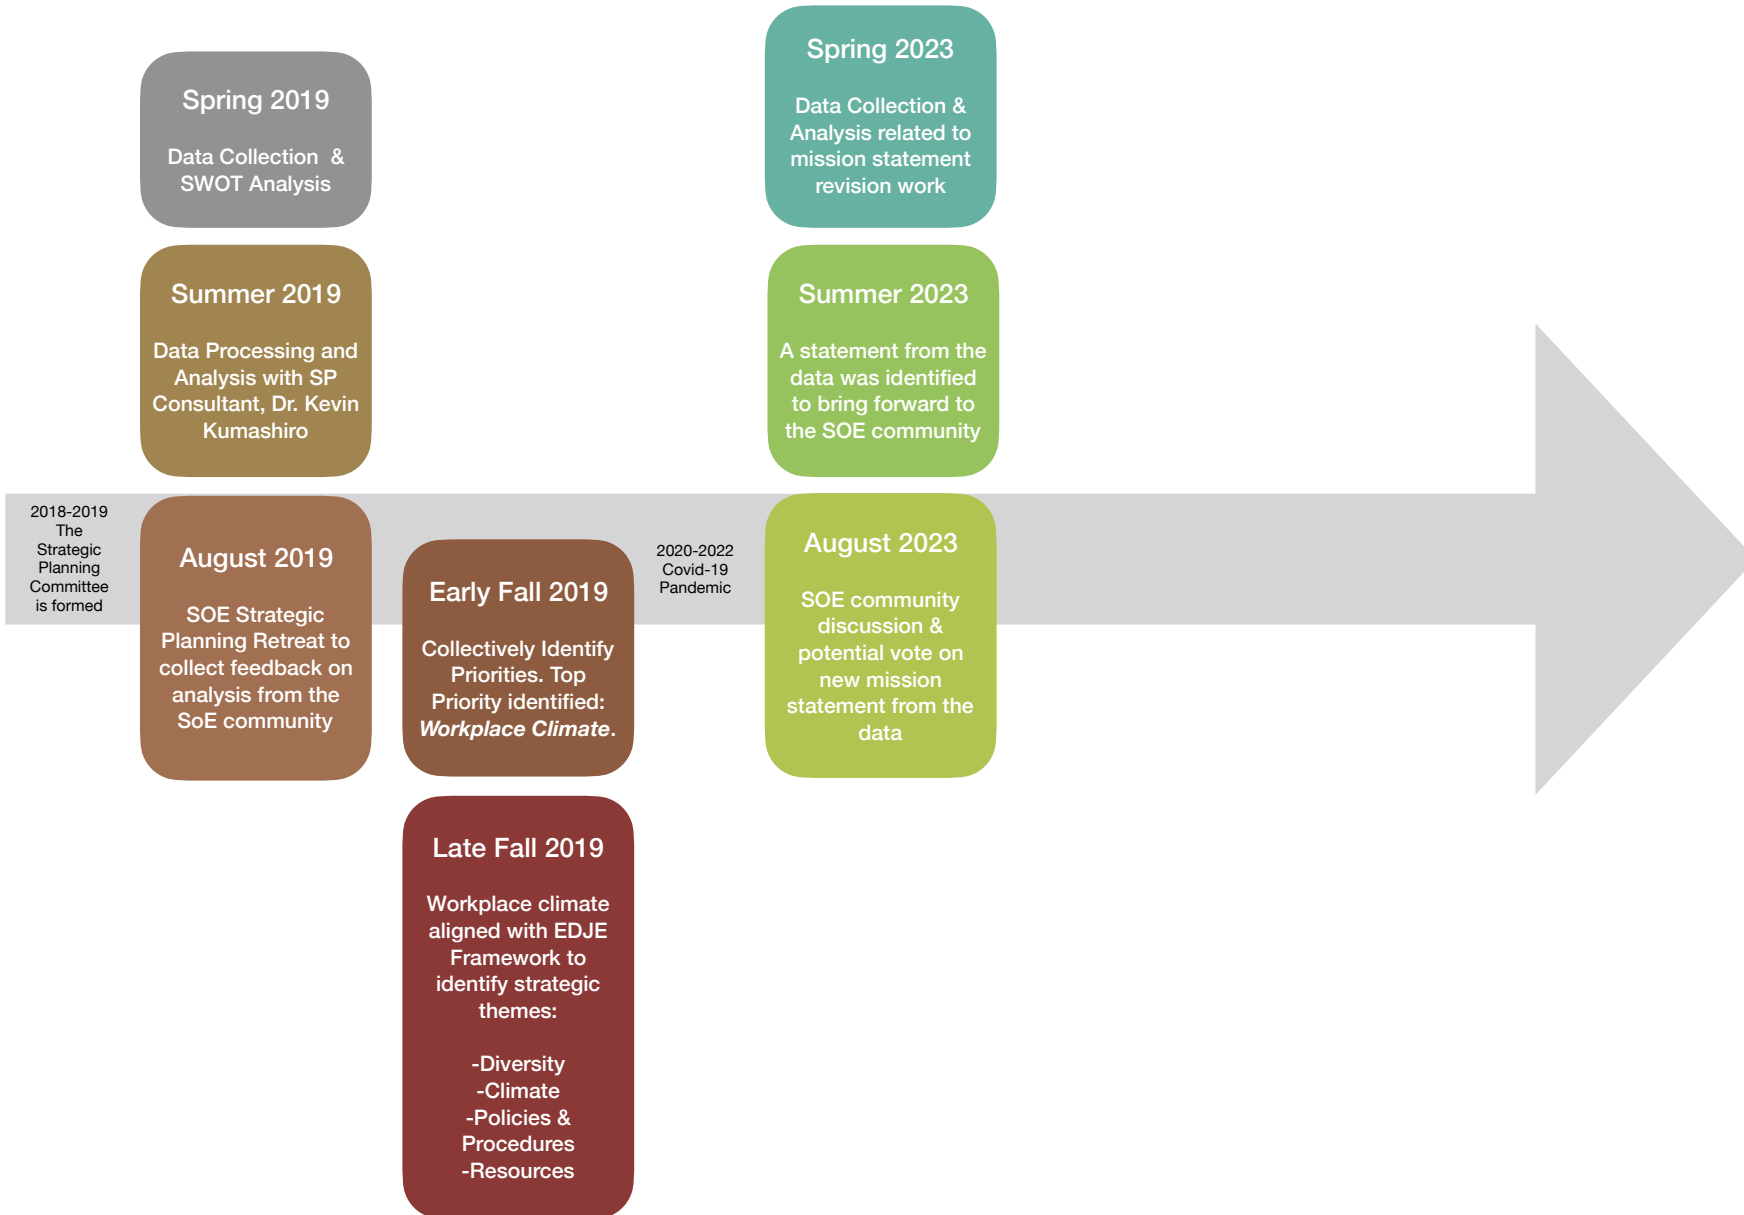 2018-2019
The
Strategic
Planning
Committee
is formed
Spring 2019
Data Collection  &
SWOT Analysis
Summer 2019
Data Processing and
Analysis with SP
Consultant, Dr. Kevin
Kumashiro
August 2019
SOE Strategic
Planning Retreat to
collect feedback on
analysis from the
SoE community
Early Fall 2019
Collectively Identify
Priorities. Top
Priority identified:
Workplace Climate.
Late Fall 2019
Workplace climate
aligned with EDJE
Framework to
identify strategic
themes:
-Diversity
-Climate
-Policies &
Procedures
-Resources
2020-2022
Covid-19
Pandemic
Spring 2023
Data Collection &
Analysis related to
mission statement
revision work
Summer 2023
A statement from the
data was identified
to bring forward to
the SOE community
August 2023
SOE community
discussion &
potential vote on
new mission
statement from the
data